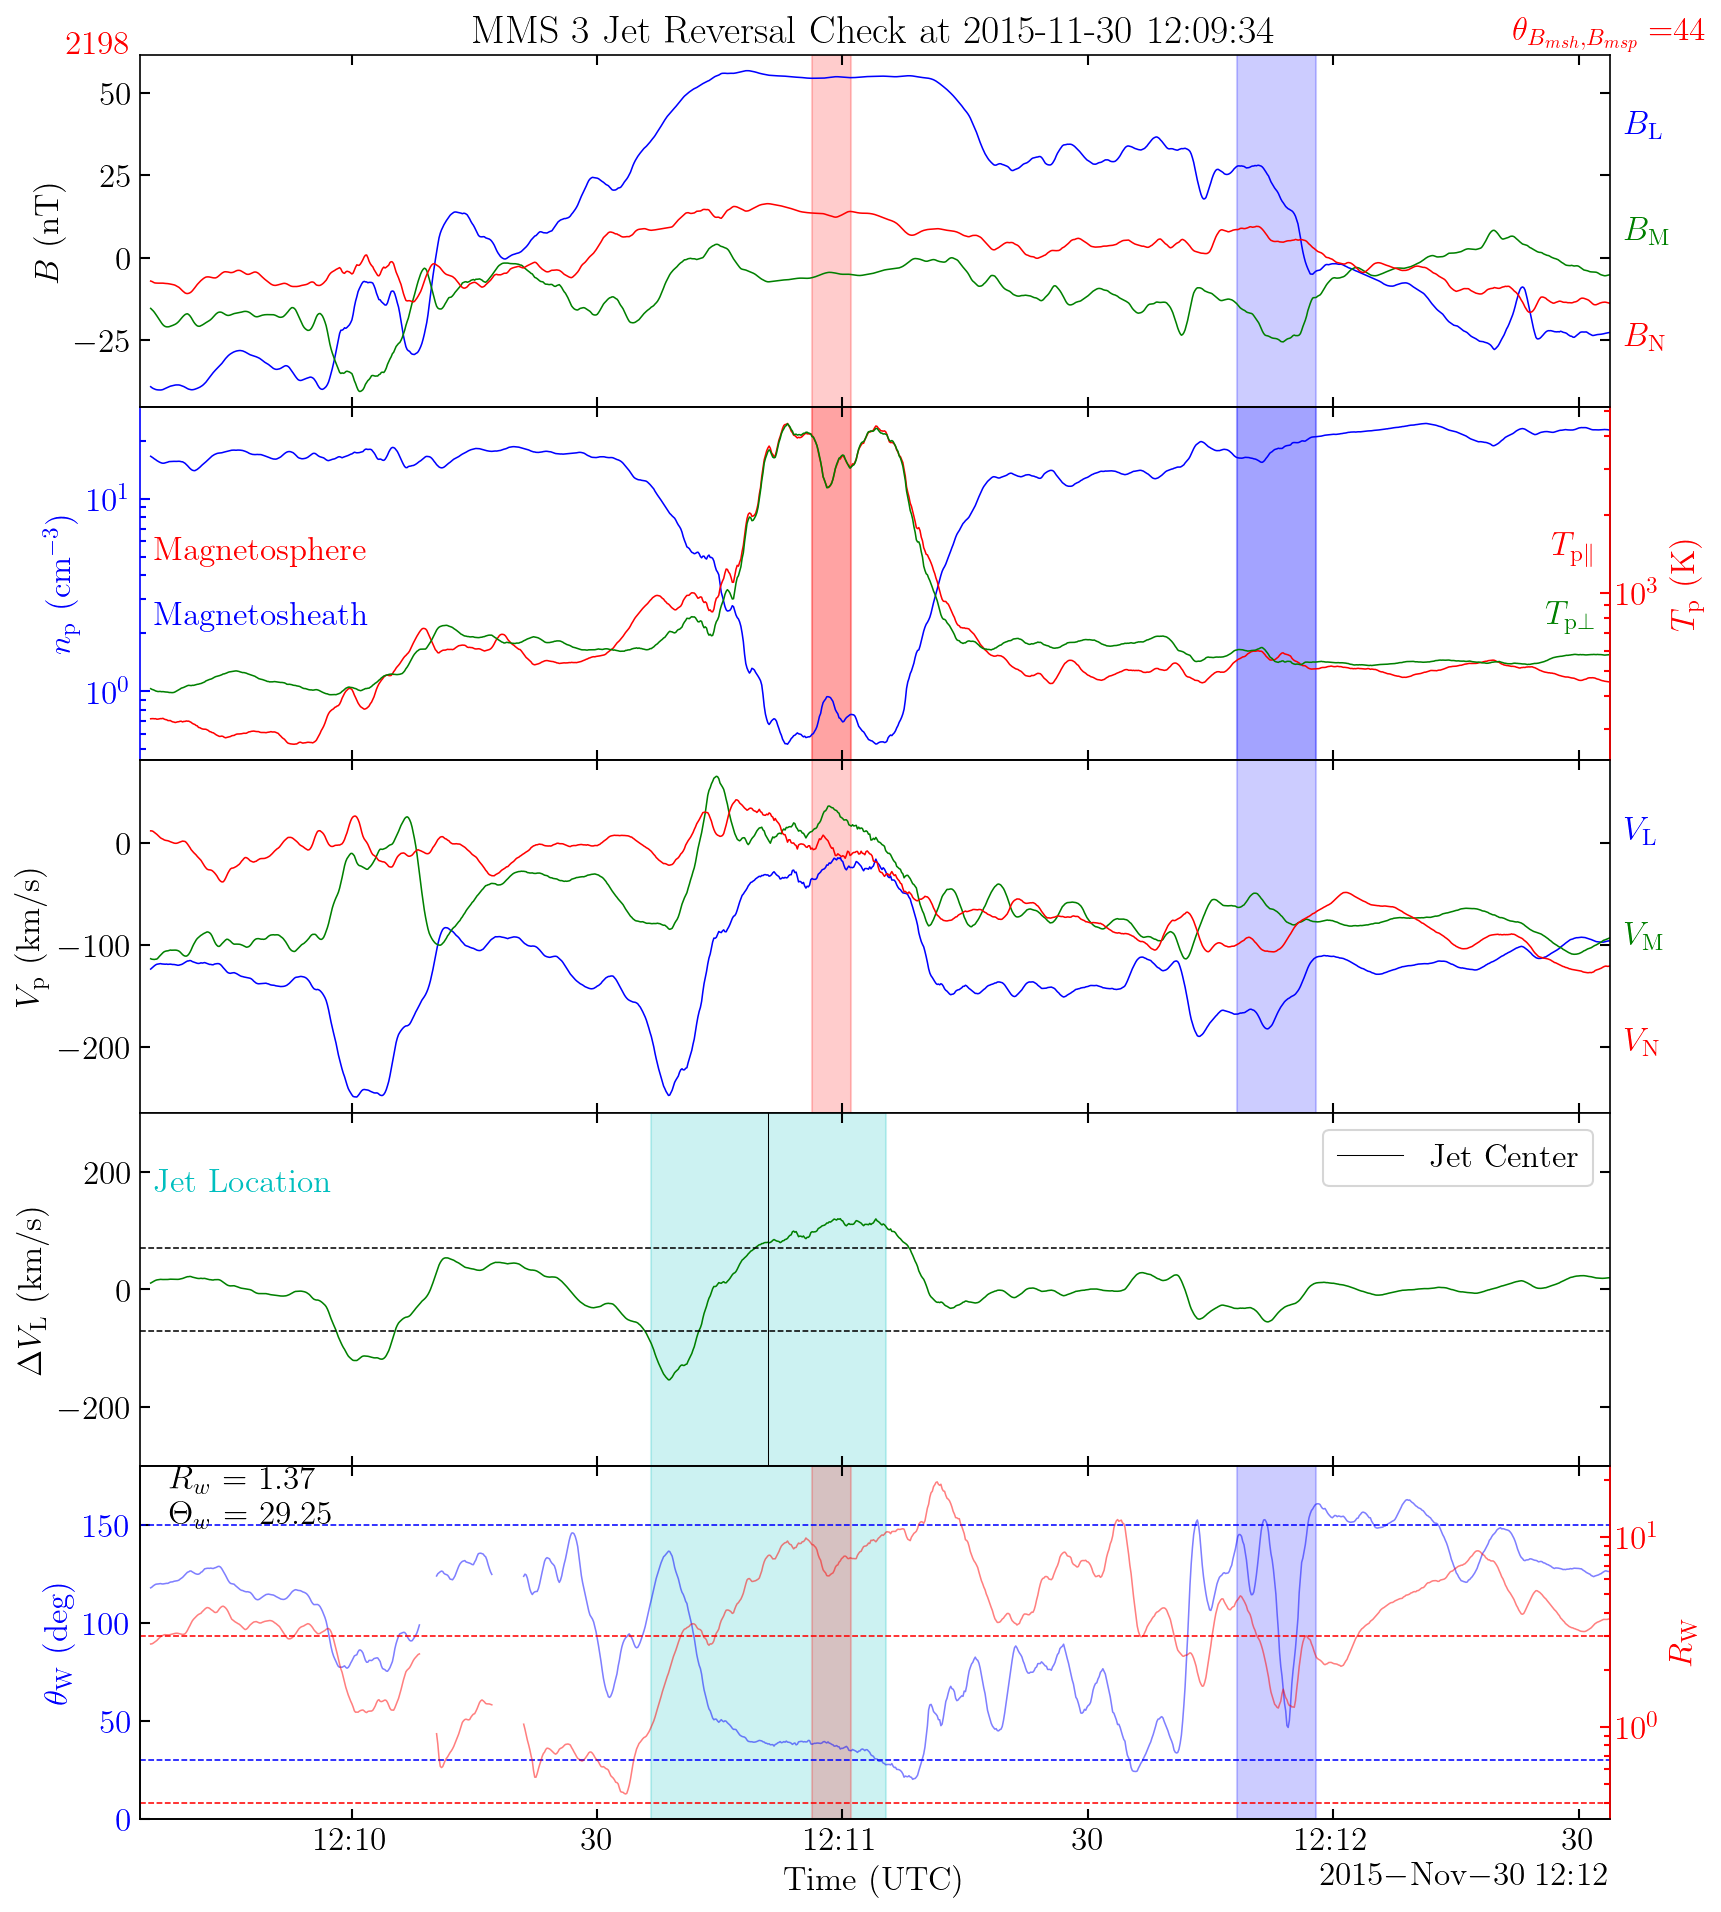 MMS 3 Jet Reversal Check at 2015-11-30 12:09:34
2198
θ_{B_{msh},B_{msp}} =44
B (nT)
50
25
0
−25
B_L
B_M
B_N
n_p (cm^{−3})
10^1
10^0
Magnetosphere
Magnetosheath
T_{p∥}
T_{p⊥}
10^3
T_p (K)
V_p (km/s)
0
−100
−200
V_L
V_M
V_N
ΔV_L (km/s)
200
0
−200
Jet Location
Jet Center
R_w = 1.37
Θ_w = 29.25
θ_W (deg)
150
100
50
0
10^1
10^0
R_W
12:10
30
12:11
30
12:12
30
Time (UTC)
2015−Nov−30 12:12